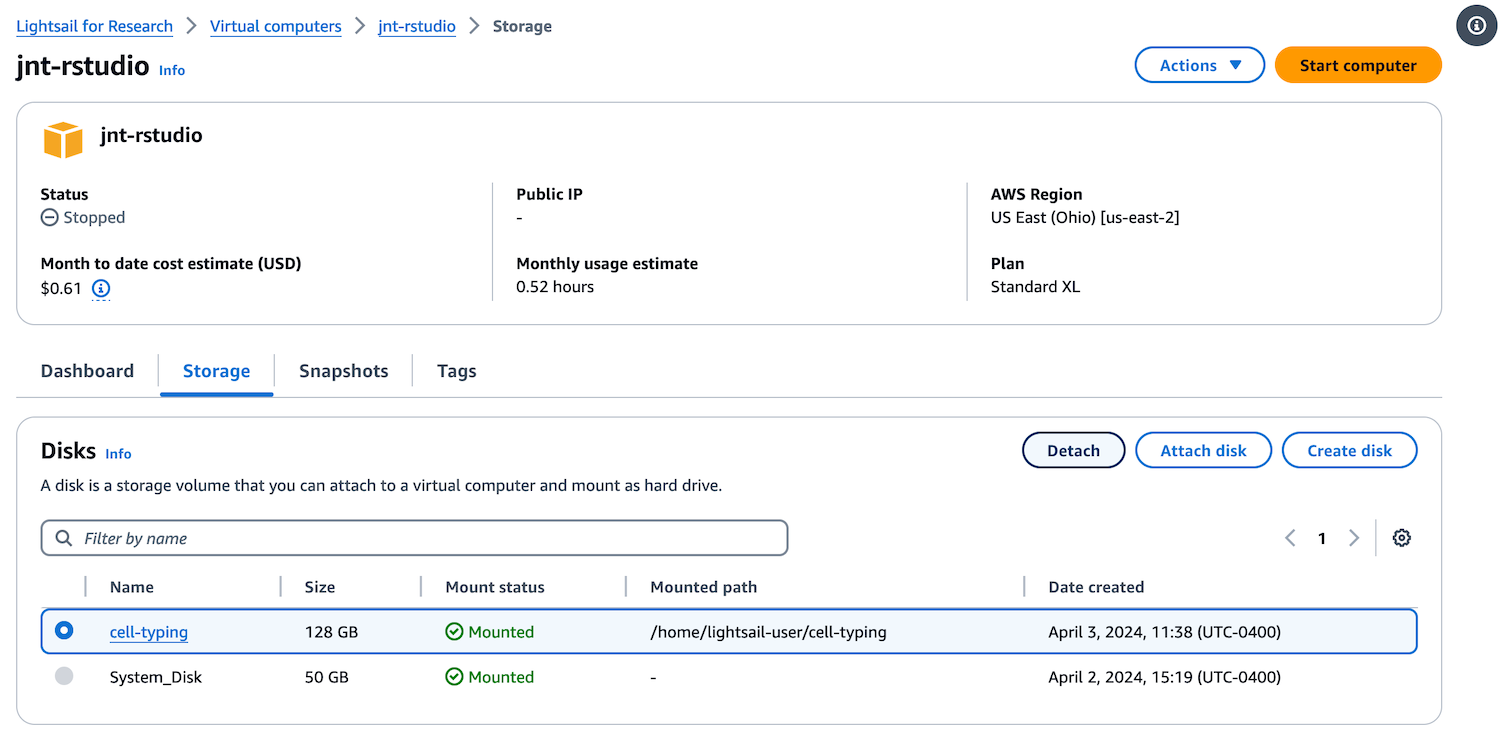 Lightsail for Research > Virtual computers > jnt-rstudio > Storage
jnt-rstudio Info
Actions ▼ Start computer
jnt-rstudio
Status Public IP AWS Region
Stopped - US East (Ohio) [us-east-2]
Month to date cost estimate (USD) Monthly usage estimate Plan
$0.61 0.52 hours Standard XL
Dashboard Storage Snapshots Tags
Disks Info Detach Attach disk Create disk
A disk is a storage volume that you can attach to a virtual computer and mount as hard drive.
Filter by name < 1 >
Name Size Mount status Mounted path Date created
cell-typing 128 GB Mounted /home/lightsail-user/cell-typing April 3, 2024, 11:38 (UTC-0400)
System_Disk 50 GB Mounted - April 2, 2024, 15:19 (UTC-0400)